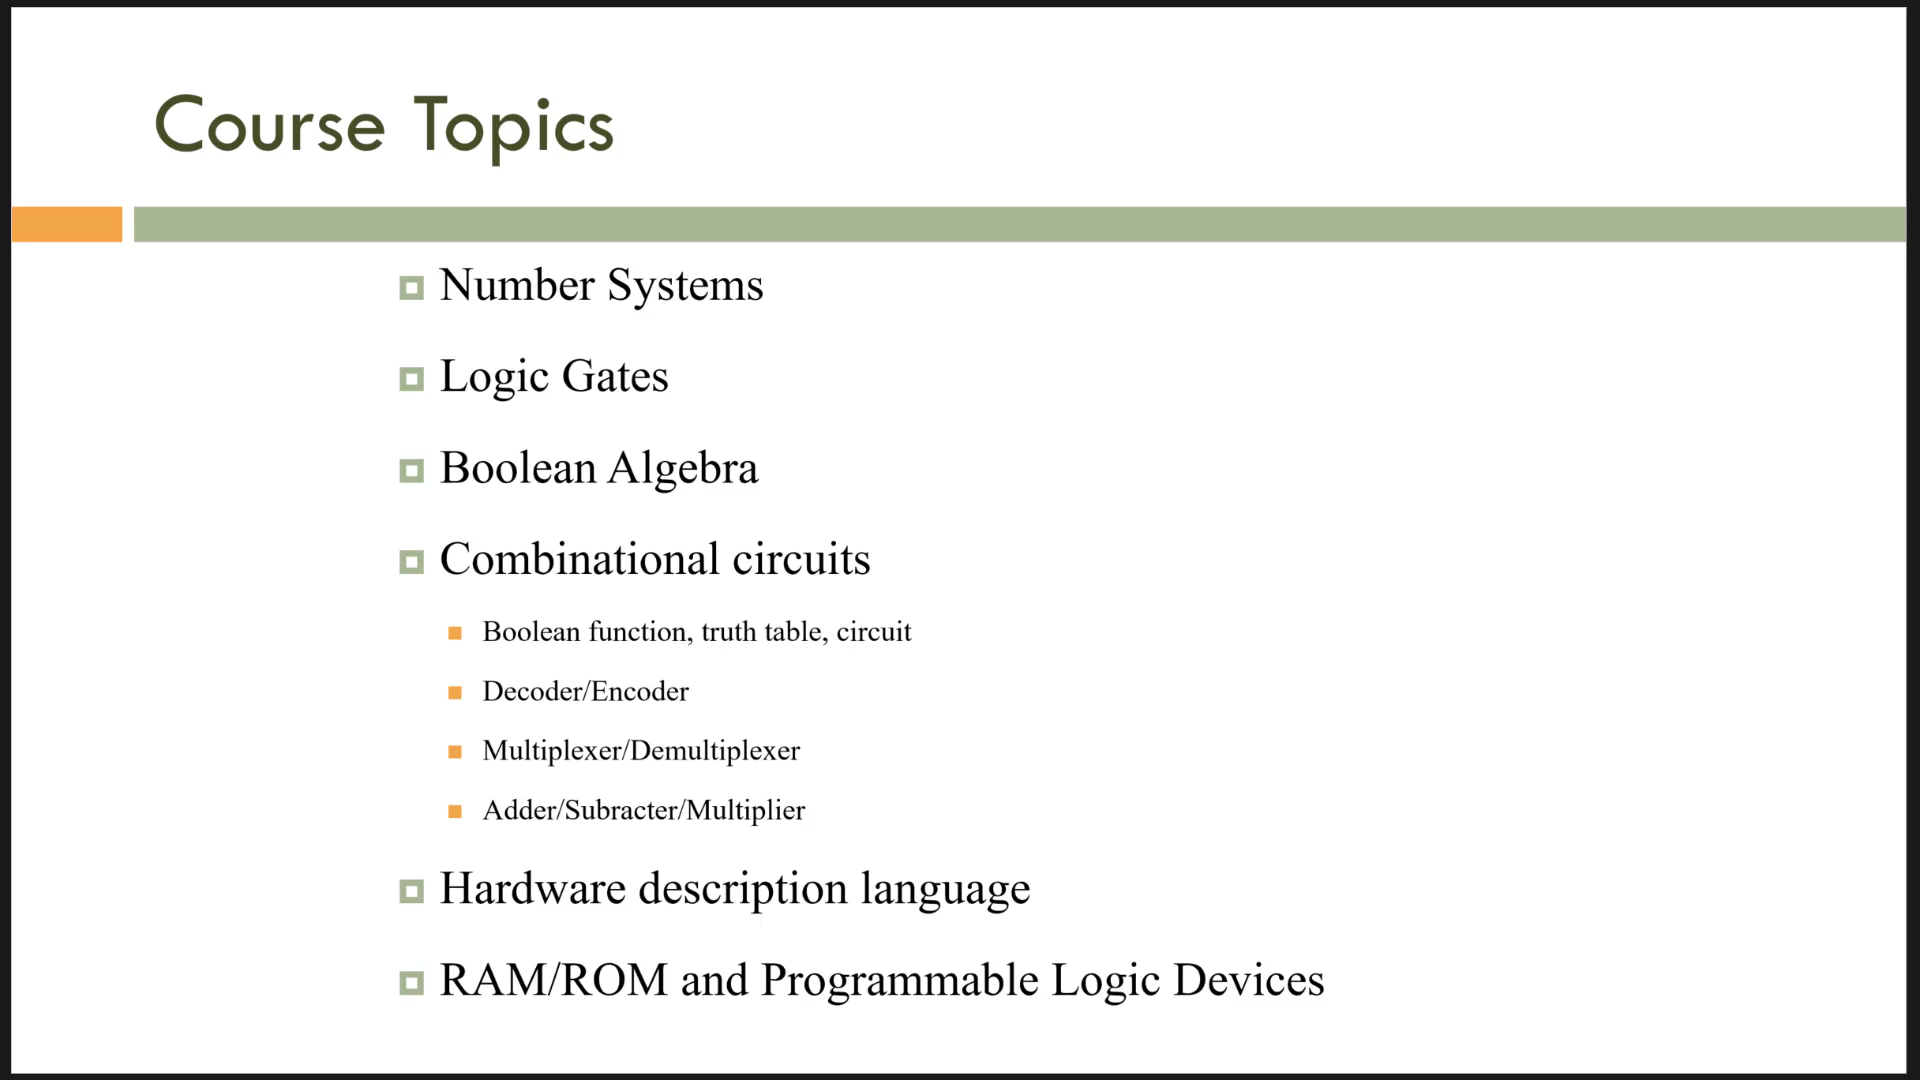 Course Topics
Number Systems
Logic Gates
Boolean Algebra
Combinational circuits
Boolean function, truth table, circuit
Decoder/Encoder
Multiplexer/Demultiplexer
Adder/Subracter/Multiplier
Hardware description language
RAM/ROM and Programmable Logic Devices